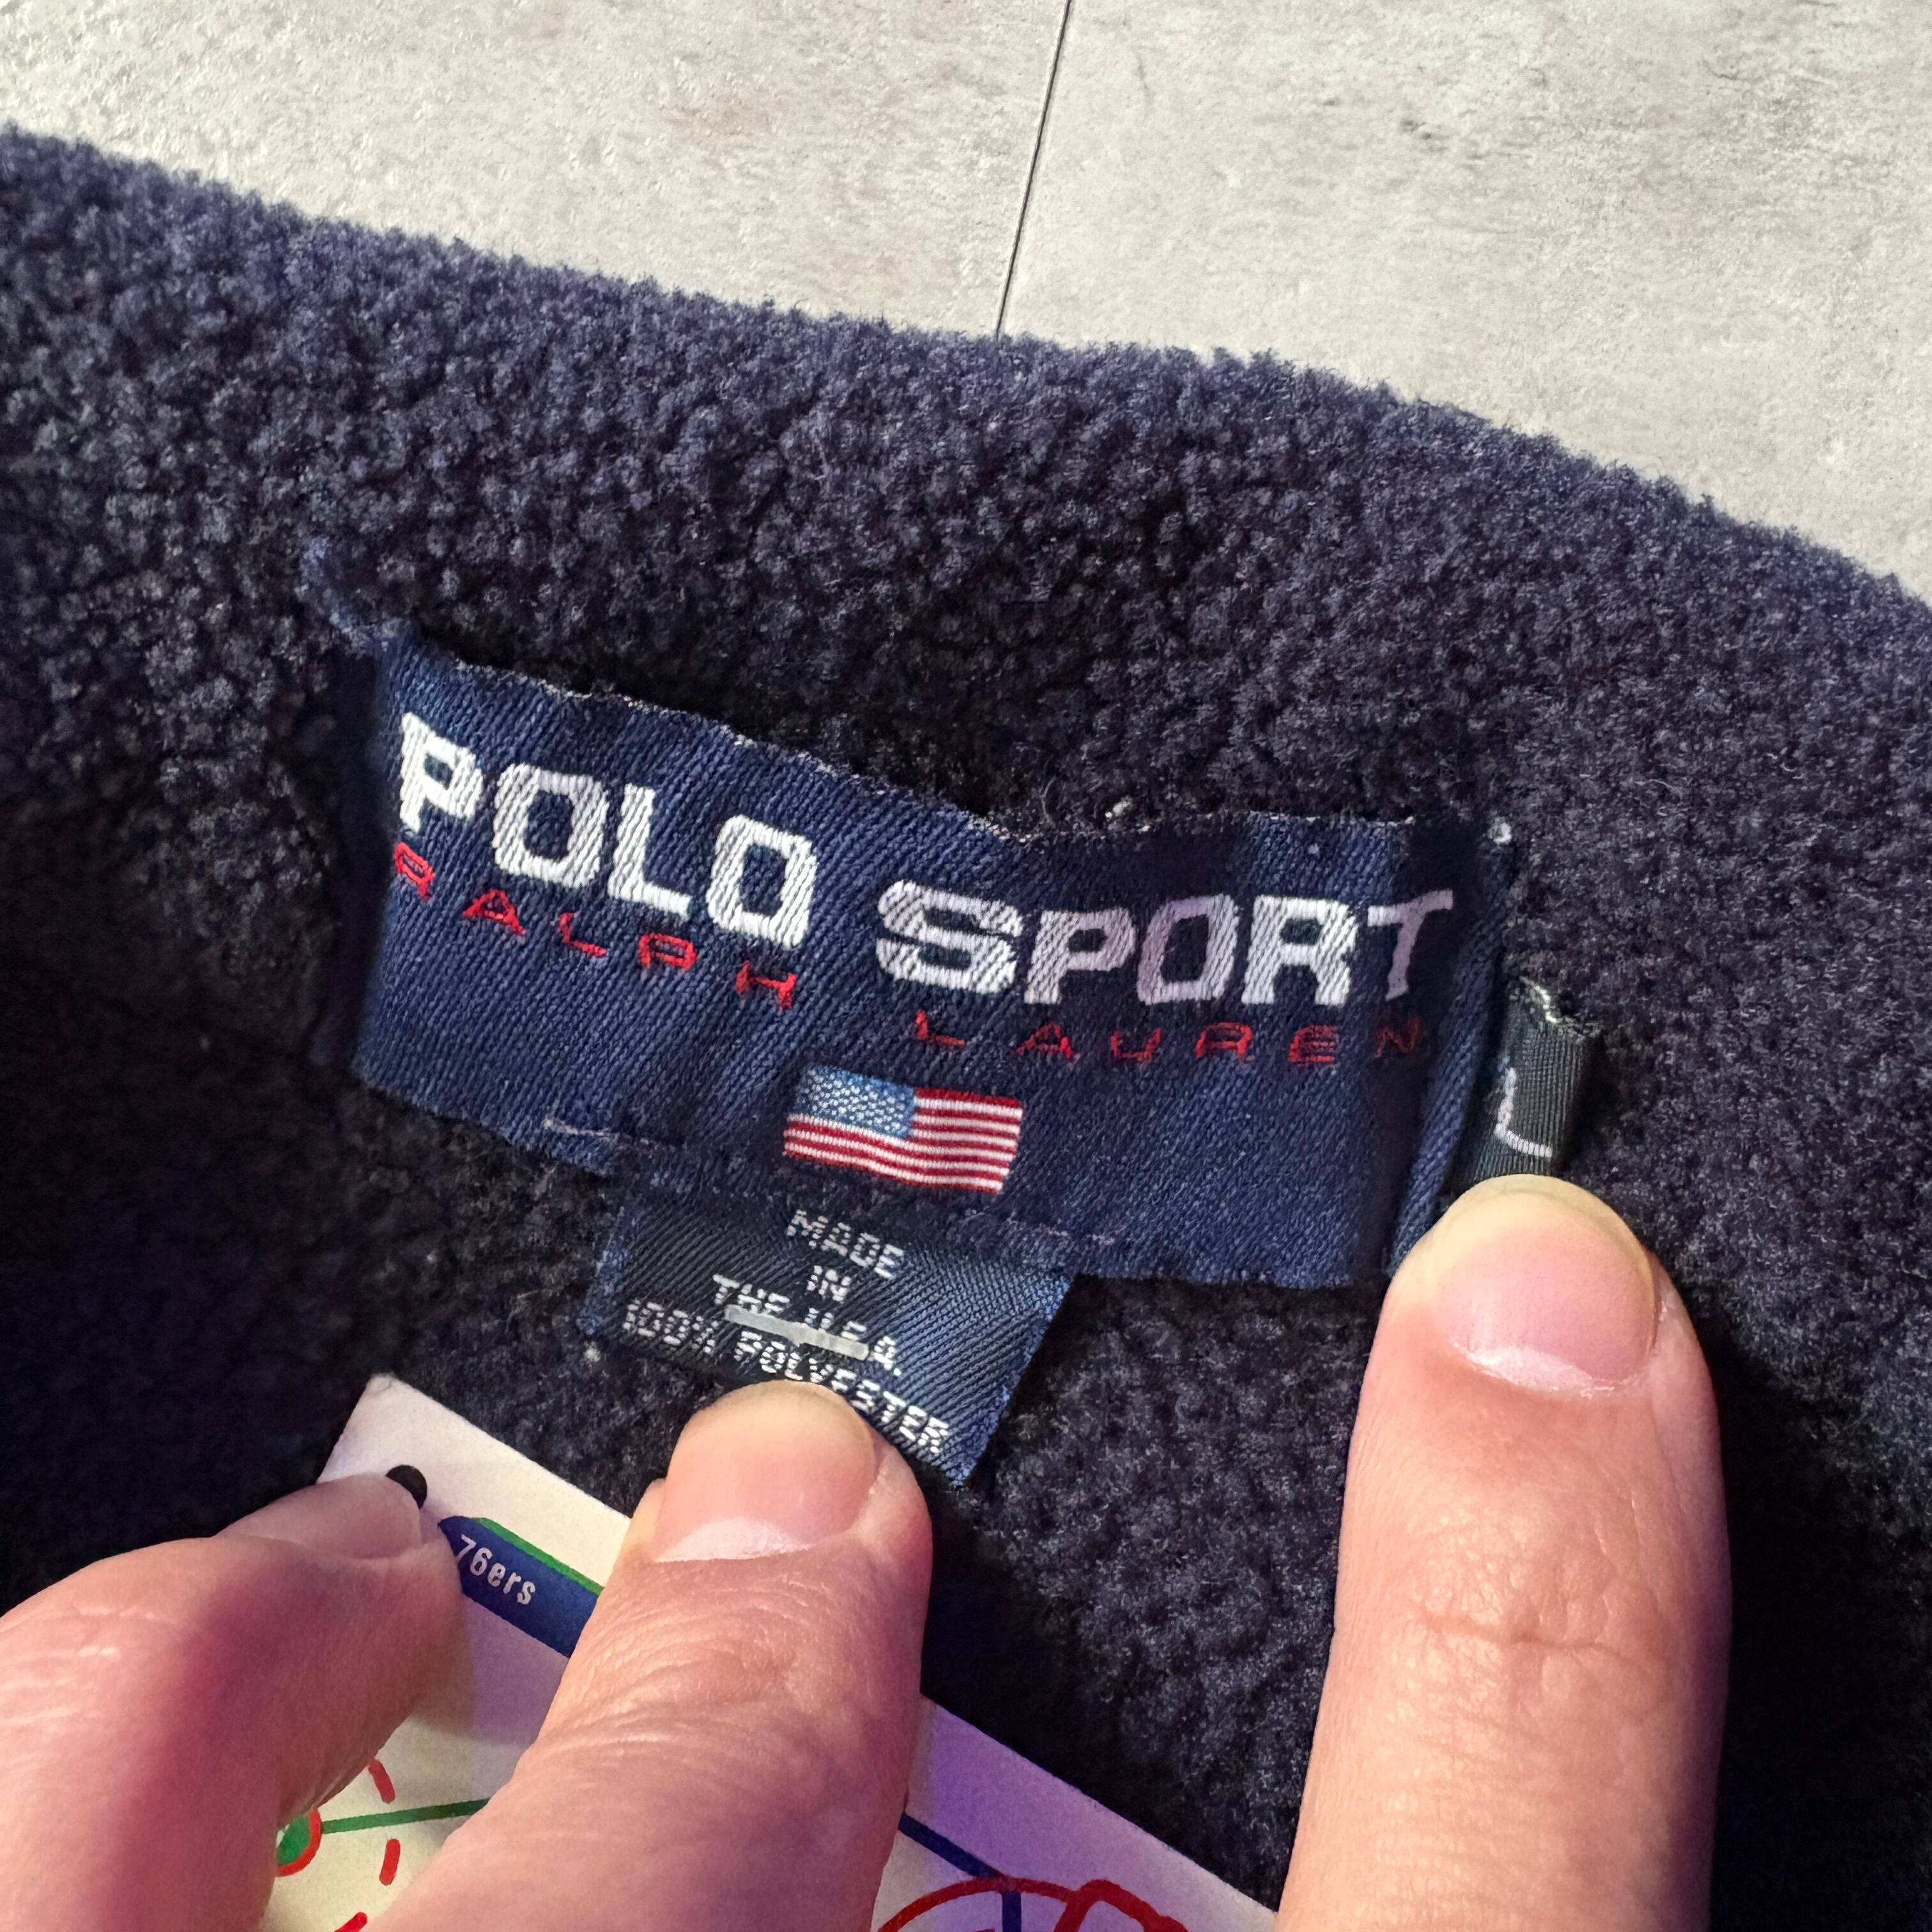 POLO SPORT
RALPH LAUREN
L
MADE
IN
THE U.S.A.
100% POLYESTER
76ers